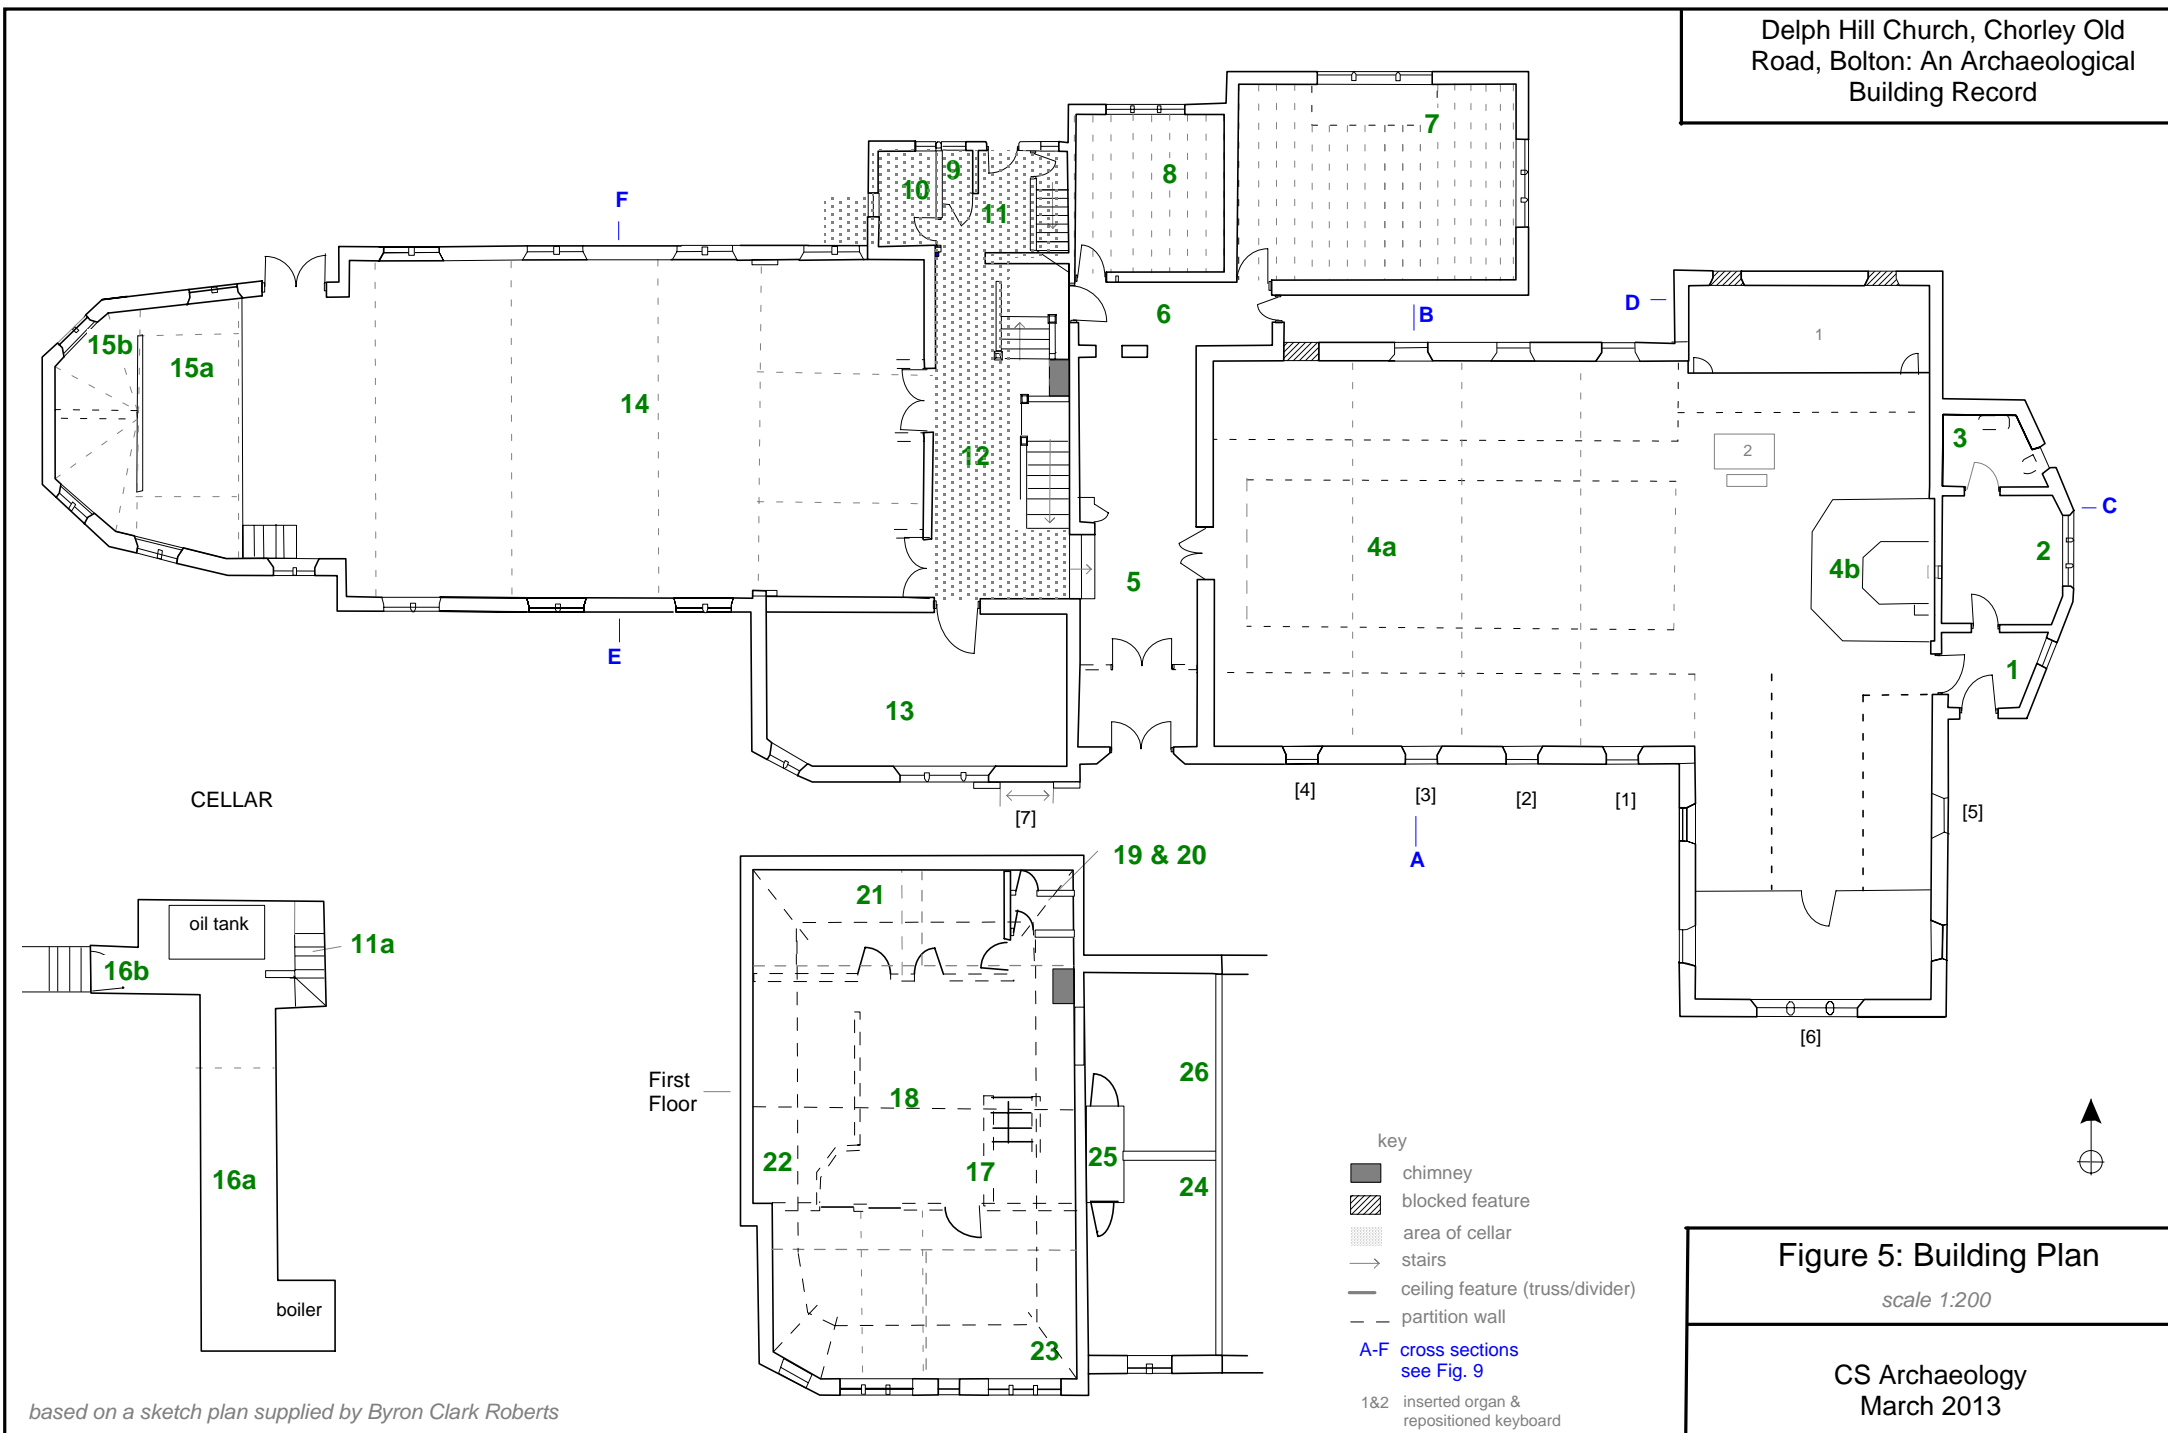 Delph Hill Church, Chorley Old
Road, Bolton: An Archaeological
Building Record
7
8
9
10
11
F
6
B
D
1
15b
15a
14
12
2
3
C
4a
4b
2
5
1
E
13
[4]
[3]
[2]
[1]
[5]
[7]
A
[6]
CELLAR
oil tank
11a
16b
16a
boiler
19 & 20
21
First
Floor
18
22
17
25
26
24
23
key
chimney
blocked feature
area of cellar
stairs
ceiling feature (truss/divider)
partition wall
A-F cross sections
see Fig. 9
1&2 inserted organ &
repositioned keyboard
Figure 5: Building Plan
scale 1:200
CS Archaeology
March 2013
based on a sketch plan supplied by Byron Clark Roberts